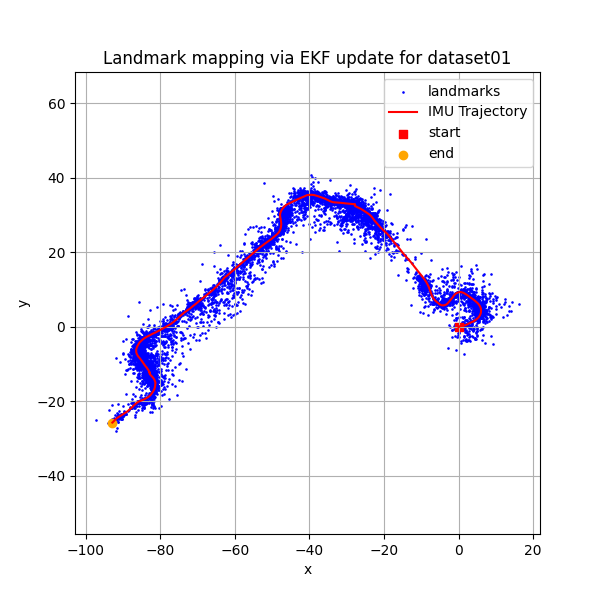 Landmark mapping via EKF update for dataset01
landmarks
IMU Trajectory
start
end
60
40
20
0
−20
−40
y
−100 −80 −60 −40 −20 0 20
x